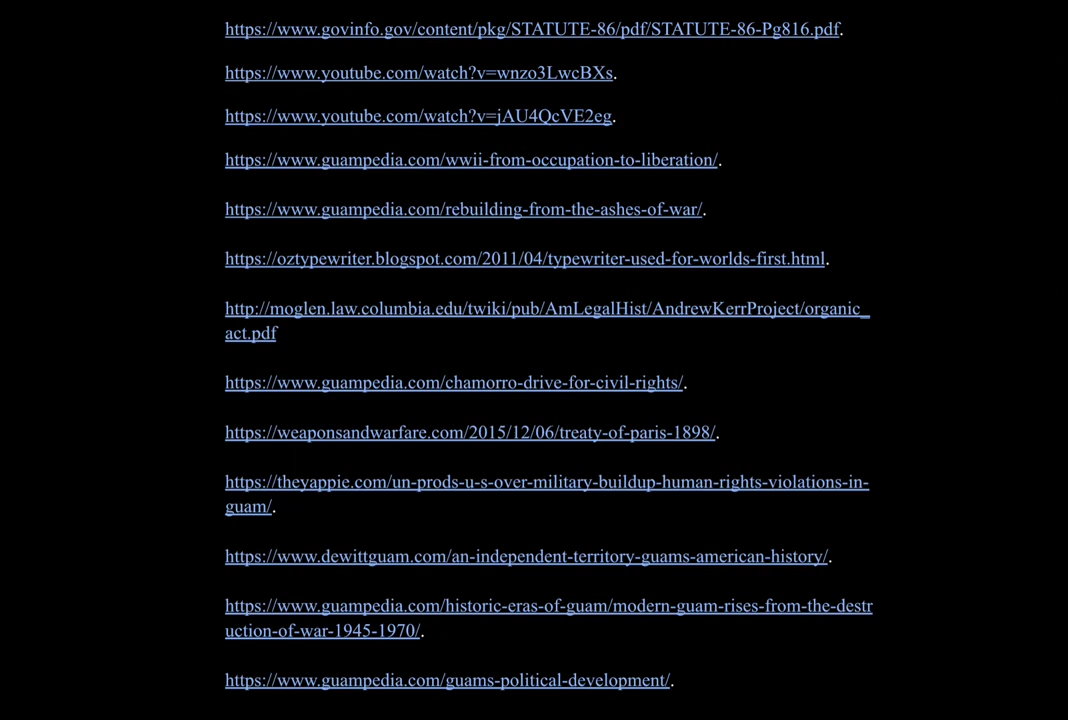 https://www.govinfo.gov/content/pkg/STATUTE-86/pdf/STATUTE-86-Pg816.pdf.
https://www.youtube.com/watch?v=wnzo3LwcBXs.
https://www.youtube.com/watch?v=jAU4QcVE2eg.
https://www.guampedia.com/wwii-from-occupation-to-liberation/.
https://www.guampedia.com/rebuilding-from-the-ashes-of-war/.
https://oztypewriter.blogspot.com/2011/04/typewriter-used-for-worlds-first.html.
http://moglen.law.columbia.edu/twiki/pub/AmLegalHist/AndrewKerrProject/organic_
act.pdf
https://www.guampedia.com/chamorro-drive-for-civil-rights/.
https://weaponsandwarfare.com/2015/12/06/treaty-of-paris-1898/.
https://theyappie.com/un-prods-u-s-over-military-buildup-human-rights-violations-in-
guam/.
https://www.dewittguam.com/an-independent-territory-guams-american-history/.
https://www.guampedia.com/historic-eras-of-guam/modern-guam-rises-from-the-destr
uction-of-war-1945-1970/.
https://www.guampedia.com/guams-political-development/.